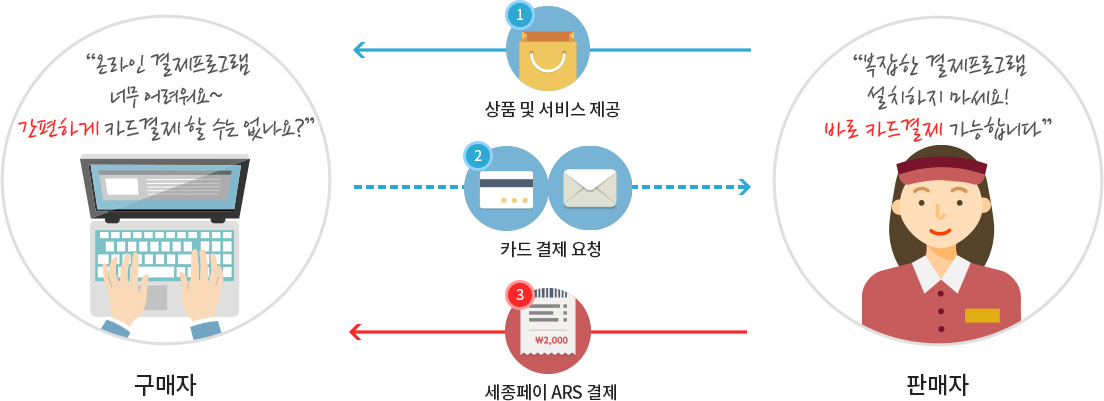 “온라인 결제프로그램
너무 어려워요~
간편하게 카드결제 할 수는 없나요?”
구매자
1
상품 및 서비스 제공
2
카드 결제 요청
3
₩2,000
세종페이 ARS 결제
“복잡한 결제프로그램
설치하지 마세요!
바로 카드결제 가능합니다”
판매자